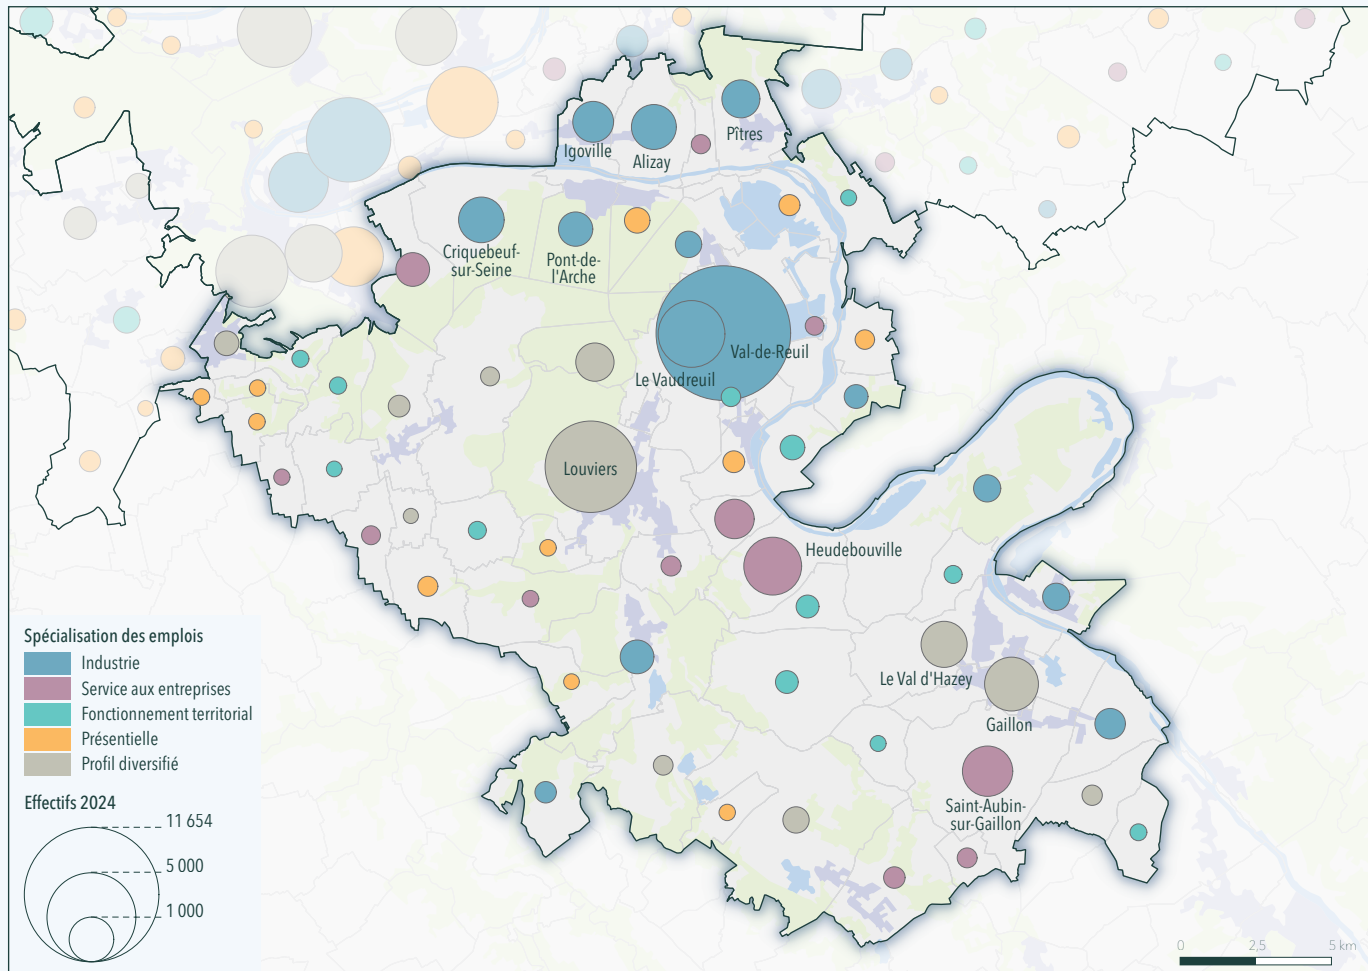 Igoville
Alizay
Pîtres
Criquebeuf-
sur-Seine
Pont-de-
l'Arche
Val-de-Reuil
Le Vaudreuil
Louviers
Heudebouville
Le Val d'Hazey
Gaillon
Saint-Aubin-
sur-Gaillon
Spécialisation des emplois
Industrie
Service aux entreprises
Fonctionnement territorial
Présentielle
Profil diversifié
Effectifs 2024
11 654
5 000
1 000
0 2,5 5 km